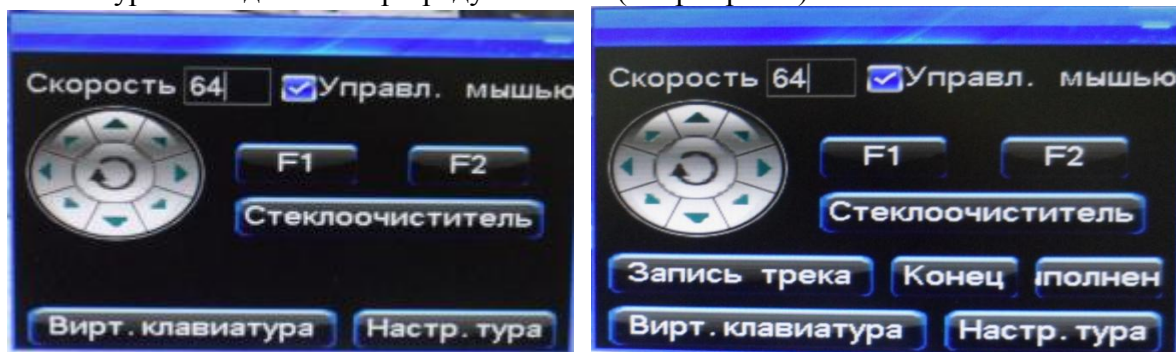 Скорость 64 Управл. мышью
F1 F2
Стеклоочиститель
Вирт.клавиатура Настр.тура
Скорость 64 Управл. мышью
F1 F2
Стеклоочиститель
Запись трека Конец полнен
Вирт.клавиатура Настр.тура